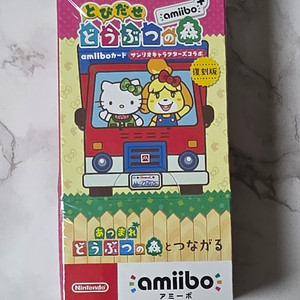 とびだせ
どうぶつの森 amiibo+
amiiboカード サンリオキャラクターズコラボ
復刻版
あつまれ
どうぶつの森とつながる
Nintendo
amiibo
アミーボ